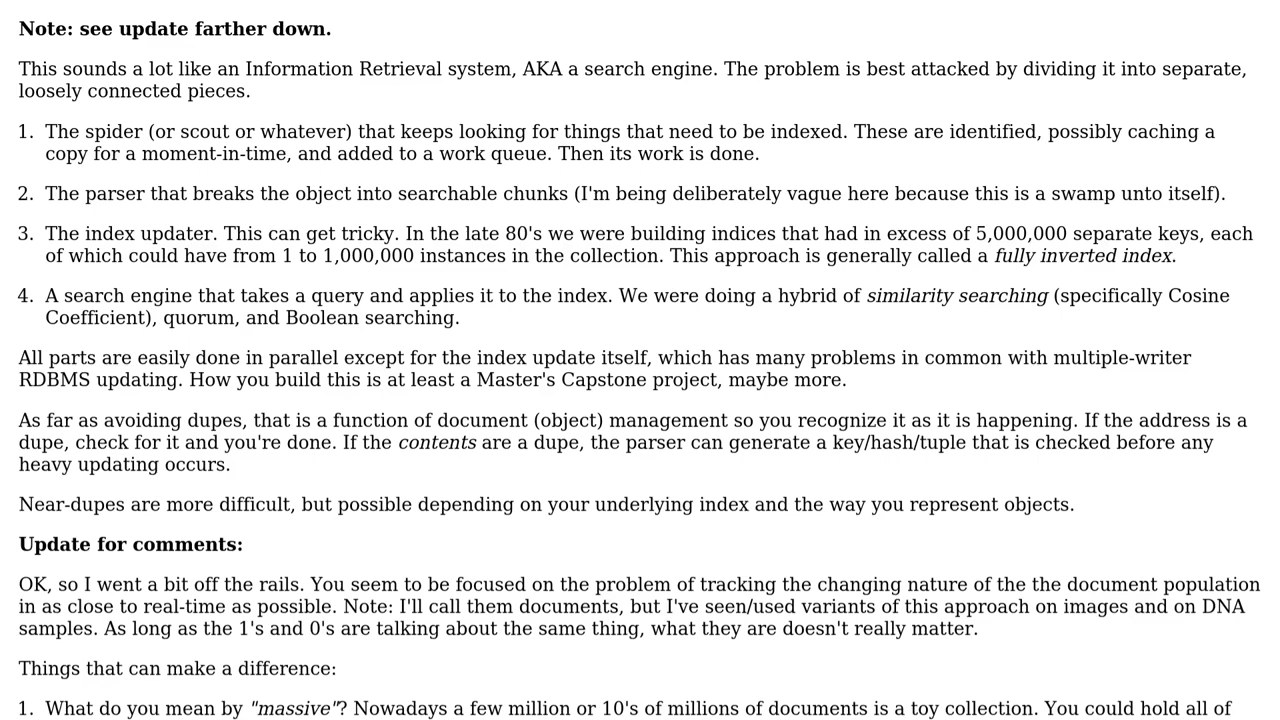 Note: see update farther down.
This sounds a lot like an Information Retrieval system, AKA a search engine. The problem is best attacked by dividing it into separate,
loosely connected pieces.
1. The spider (or scout or whatever) that keeps looking for things that need to be indexed. These are identified, possibly caching a
copy for a moment-in-time, and added to a work queue. Then its work is done.
2. The parser that breaks the object into searchable chunks (I'm being deliberately vague here because this is a swamp unto itself).
3. The index updater. This can get tricky. In the late 80's we were building indices that had in excess of 5,000,000 separate keys, each
of which could have from 1 to 1,000,000 instances in the collection. This approach is generally called a fully inverted index.
4. A search engine that takes a query and applies it to the index. We were doing a hybrid of similarity searching (specifically Cosine
Coefficient), quorum, and Boolean searching.
All parts are easily done in parallel except for the index update itself, which has many problems in common with multiple-writer
RDBMS updating. How you build this is at least a Master's Capstone project, maybe more.
As far as avoiding dupes, that is a function of document (object) management so you recognize it as it is happening. If the address is a
dupe, check for it and you're done. If the contents are a dupe, the parser can generate a key/hash/tuple that is checked before any
heavy updating occurs.
Near-dupes are more difficult, but possible depending on your underlying index and the way you represent objects.
Update for comments:
OK, so I went a bit off the rails. You seem to be focused on the problem of tracking the changing nature of the the document population
in as close to real-time as possible. Note: I'll call them documents, but I've seen/used variants of this approach on images and on DNA
samples. As long as the 1's and 0's are talking about the same thing, what they are doesn't really matter.
Things that can make a difference:
1. What do you mean by "massive"? Nowadays a few million or 10's of millions of documents is a toy collection. You could hold all of